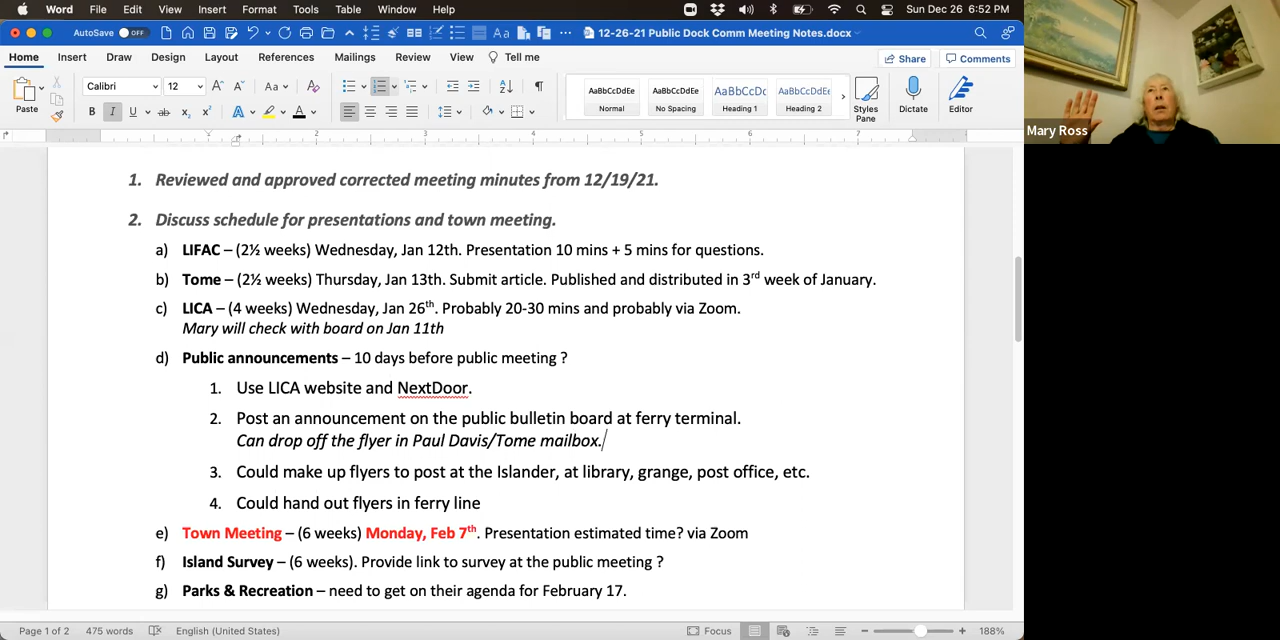 Word File Edit View Insert Format Tools Table Window Help Sun Dec 26 6:52 PM
AutoSave OFF 12-26-21 Public Dock Comm Meeting Notes.docx
Home Insert Draw Design Layout References Mailings Review View Tell me Share Comments
Paste Calibri 12 Aa AaBbCcDdEe Normal AaBbCcDdEe No Spacing AaBbCcDc Heading 1 AaBbCcDdEe Heading 2 Styles Pane Dictate Editor
B I U ab x₂ x² A A
2 3 4 5 6 7
1. Reviewed and approved corrected meeting minutes from 12/19/21.
2. Discuss schedule for presentations and town meeting.
a) LIFAC – (2½ weeks) Wednesday, Jan 12th. Presentation 10 mins + 5 mins for questions.
b) Tome – (2½ weeks) Thursday, Jan 13th. Submit article. Published and distributed in 3rd week of January.
c) LICA – (4 weeks) Wednesday, Jan 26th. Probably 20-30 mins and probably via Zoom.
Mary will check with board on Jan 11th
d) Public announcements – 10 days before public meeting ?
1. Use LICA website and NextDoor.
2. Post an announcement on the public bulletin board at ferry terminal.
Can drop off the flyer in Paul Davis/Tome mailbox.
3. Could make up flyers to post at the Islander, at library, grange, post office, etc.
4. Could hand out flyers in ferry line
e) Town Meeting – (6 weeks) Monday, Feb 7th. Presentation estimated time? via Zoom
f) Island Survey – (6 weeks). Provide link to survey at the public meeting ?
g) Parks & Recreation – need to get on their agenda for February 17.
Page 1 of 2 475 words English (United States) Focus 188%
Mary Ross